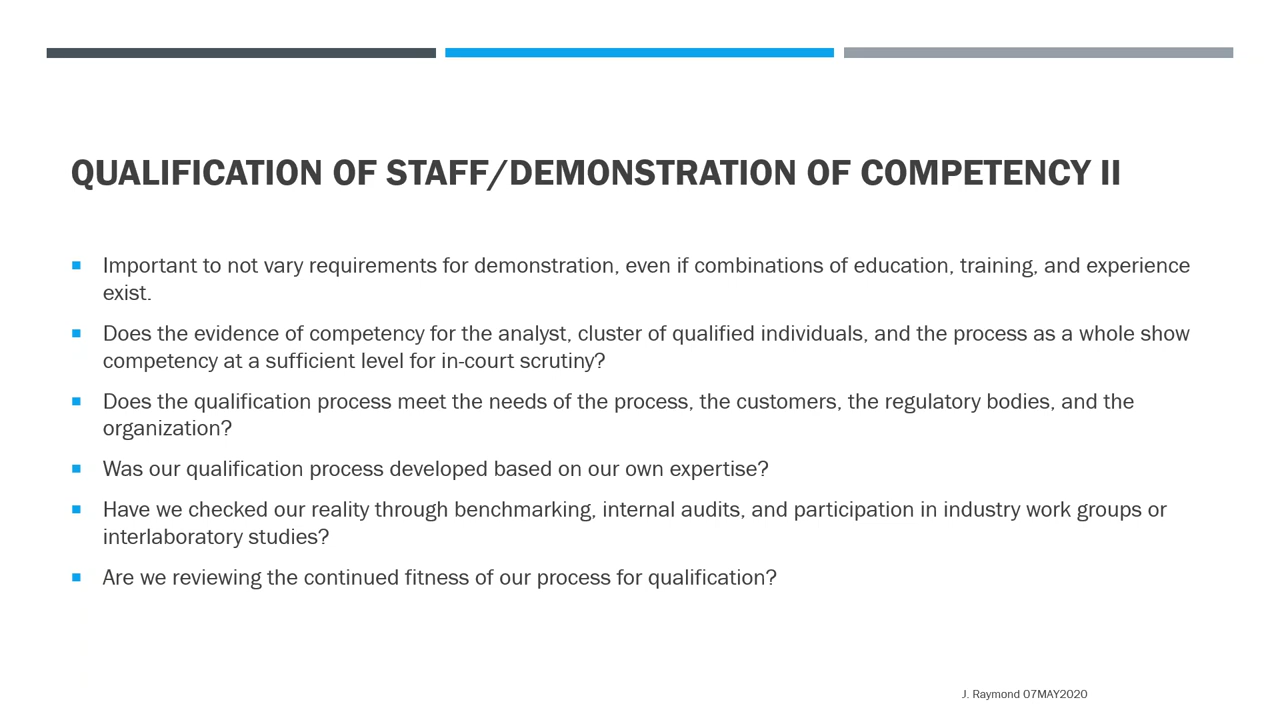 QUALIFICATION OF STAFF/DEMONSTRATION OF COMPETENCY II
Important to not vary requirements for demonstration, even if combinations of education, training, and experience
exist.
Does the evidence of competency for the analyst, cluster of qualified individuals, and the process as a whole show
competency at a sufficient level for in-court scrutiny?
Does the qualification process meet the needs of the process, the customers, the regulatory bodies, and the
organization?
Was our qualification process developed based on our own expertise?
Have we checked our reality through benchmarking, internal audits, and participation in industry work groups or
interlaboratory studies?
Are we reviewing the continued fitness of our process for qualification?
J. Raymond 07MAY2020